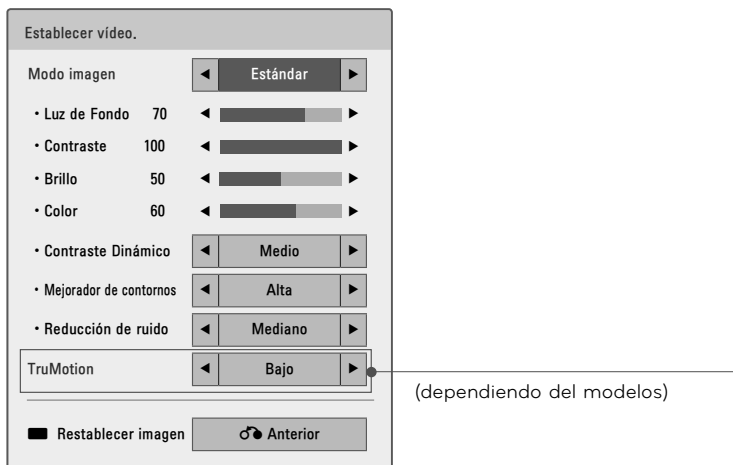 Establecer vídeo.
Modo imagen ◀ Estándar ▶
• Luz de Fondo 70 ◀ ▶
• Contraste 100 ◀ ▶
• Brillo 50 ◀ ▶
• Color 60 ◀ ▶
• Contraste Dinámico ◀ Medio ▶
• Mejorador de contornos ◀ Alta ▶
• Reducción de ruido ◀ Mediano ▶
TruMotion ◀ Bajo ▶
(dependiendo del modelos)
Restablecer imagen Anterior